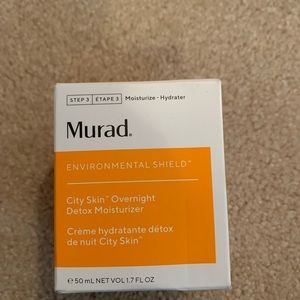 STEP 3 | ÉTAPE 3 Moisturize • Hydrater
Murad.
ENVIRONMENTAL SHIELD™
City Skin™ Overnight
Detox Moisturizer
Crème hydratante détox
de nuit City Skin™
℮ 50 mL NET VOL 1.7 FL OZ